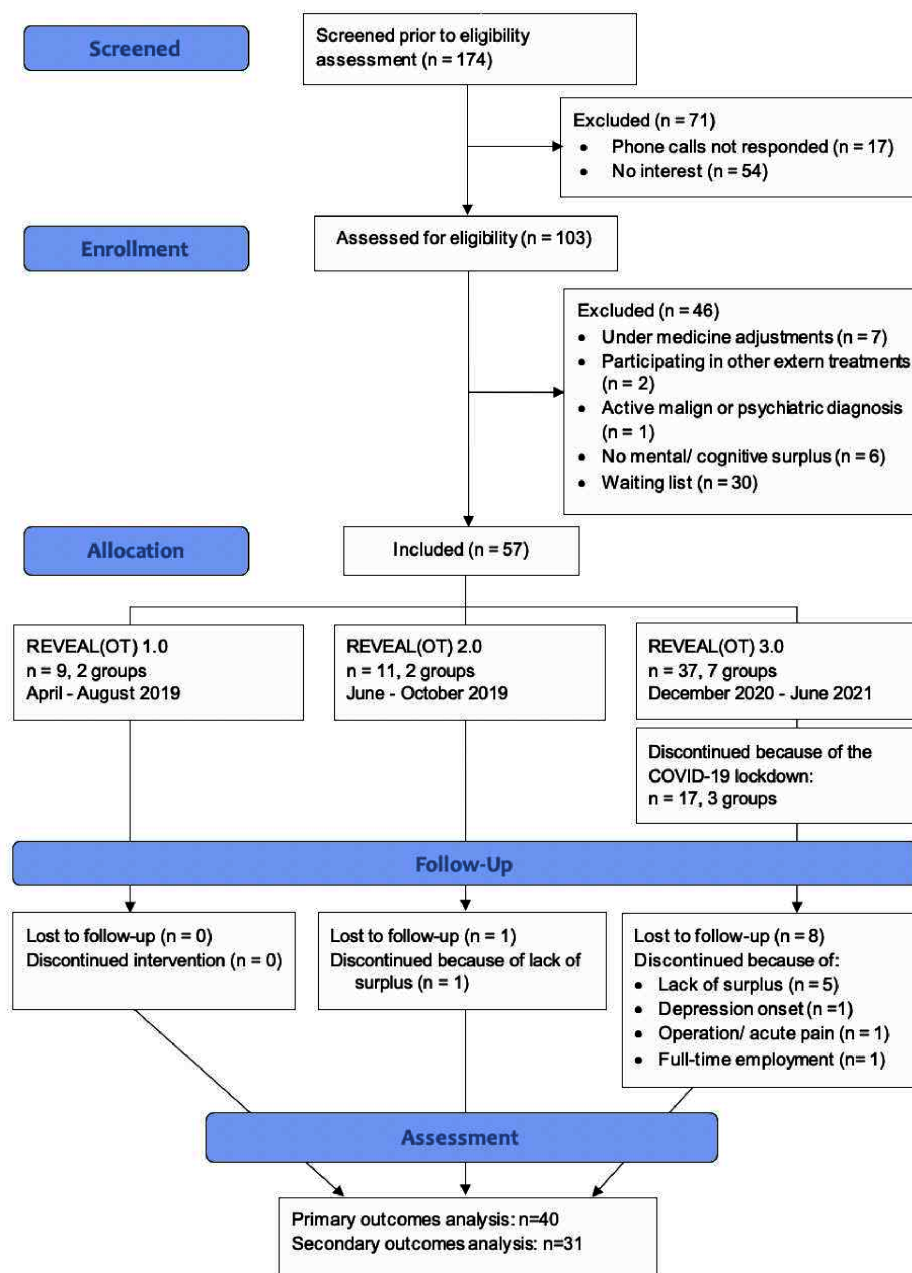 Screened
Screened prior to eligibility
assessment (n = 174)
Excluded (n = 71)
• Phone calls not responded (n = 17)
• No interest (n = 54)
Enrollment
Assessed for eligibility (n = 103)
Excluded (n = 46)
• Under medicine adjustments (n = 7)
• Participating in other extern treatments
(n = 2)
• Active malign or psychiatric diagnosis
(n = 1)
• No mental/ cognitive surplus (n = 6)
• Waiting list (n = 30)
Allocation
Included (n = 57)
REVEAL(OT) 1.0
n = 9, 2 groups
April - August 2019
REVEAL(OT) 2.0
n = 11, 2 groups
June - October 2019
REVEAL(OT) 3.0
n = 37, 7 groups
December 2020 - June 2021
Discontinued because of the
COVID-19 lockdown:
n = 17, 3 groups
Follow-Up
Lost to follow-up (n = 0)
Discontinued intervention (n = 0)
Lost to follow-up (n = 1)
Discontinued because of lack of
surplus (n = 1)
Lost to follow-up (n = 8)
Discontinued because of:
• Lack of surplus (n = 5)
• Depression onset (n =1)
• Operation/ acute pain (n = 1)
• Full-time employment (n= 1)
Assessment
Primary outcomes analysis: n=40
Secondary outcomes analysis: n=31